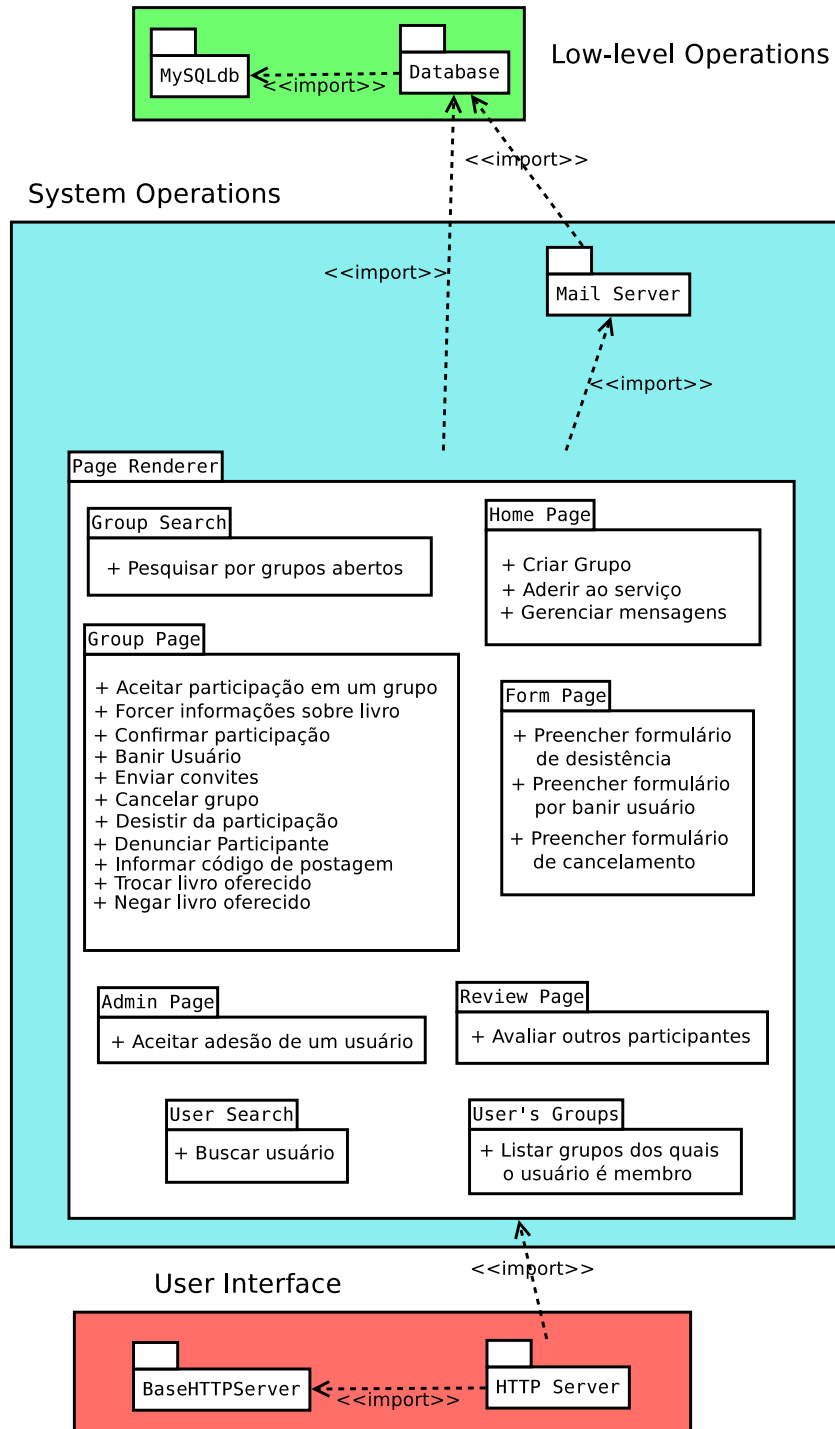 MySQLdb
Database
<<import>>
Low-level Operations
<<import>>
System Operations
<<import>>
Mail Server
<<import>>
Page Renderer
Group Search
+ Pesquisar por grupos abertos
Home Page
+ Criar Grupo
+ Aderir ao serviço
+ Gerenciar mensagens
Group Page
+ Aceitar participação em um grupo
+ Forcer informações sobre livro
+ Confirmar participação
+ Banir Usuário
+ Enviar convites
+ Cancelar grupo
+ Desistir da participação
+ Denunciar Participante
+ Informar código de postagem
+ Trocar livro oferecido
+ Negar livro oferecido
Form Page
+ Preencher formulário
de desistência
+ Preencher formulário
por banir usuário
+ Preencher formulário
de cancelamento
Admin Page
+ Aceitar adesão de um usuário
Review Page
+ Avaliar outros participantes
User Search
+ Buscar usuário
User's Groups
+ Listar grupos dos quais
o usuário é membro
<<import>>
User Interface
BaseHTTPServer
<<import>>
HTTP Server